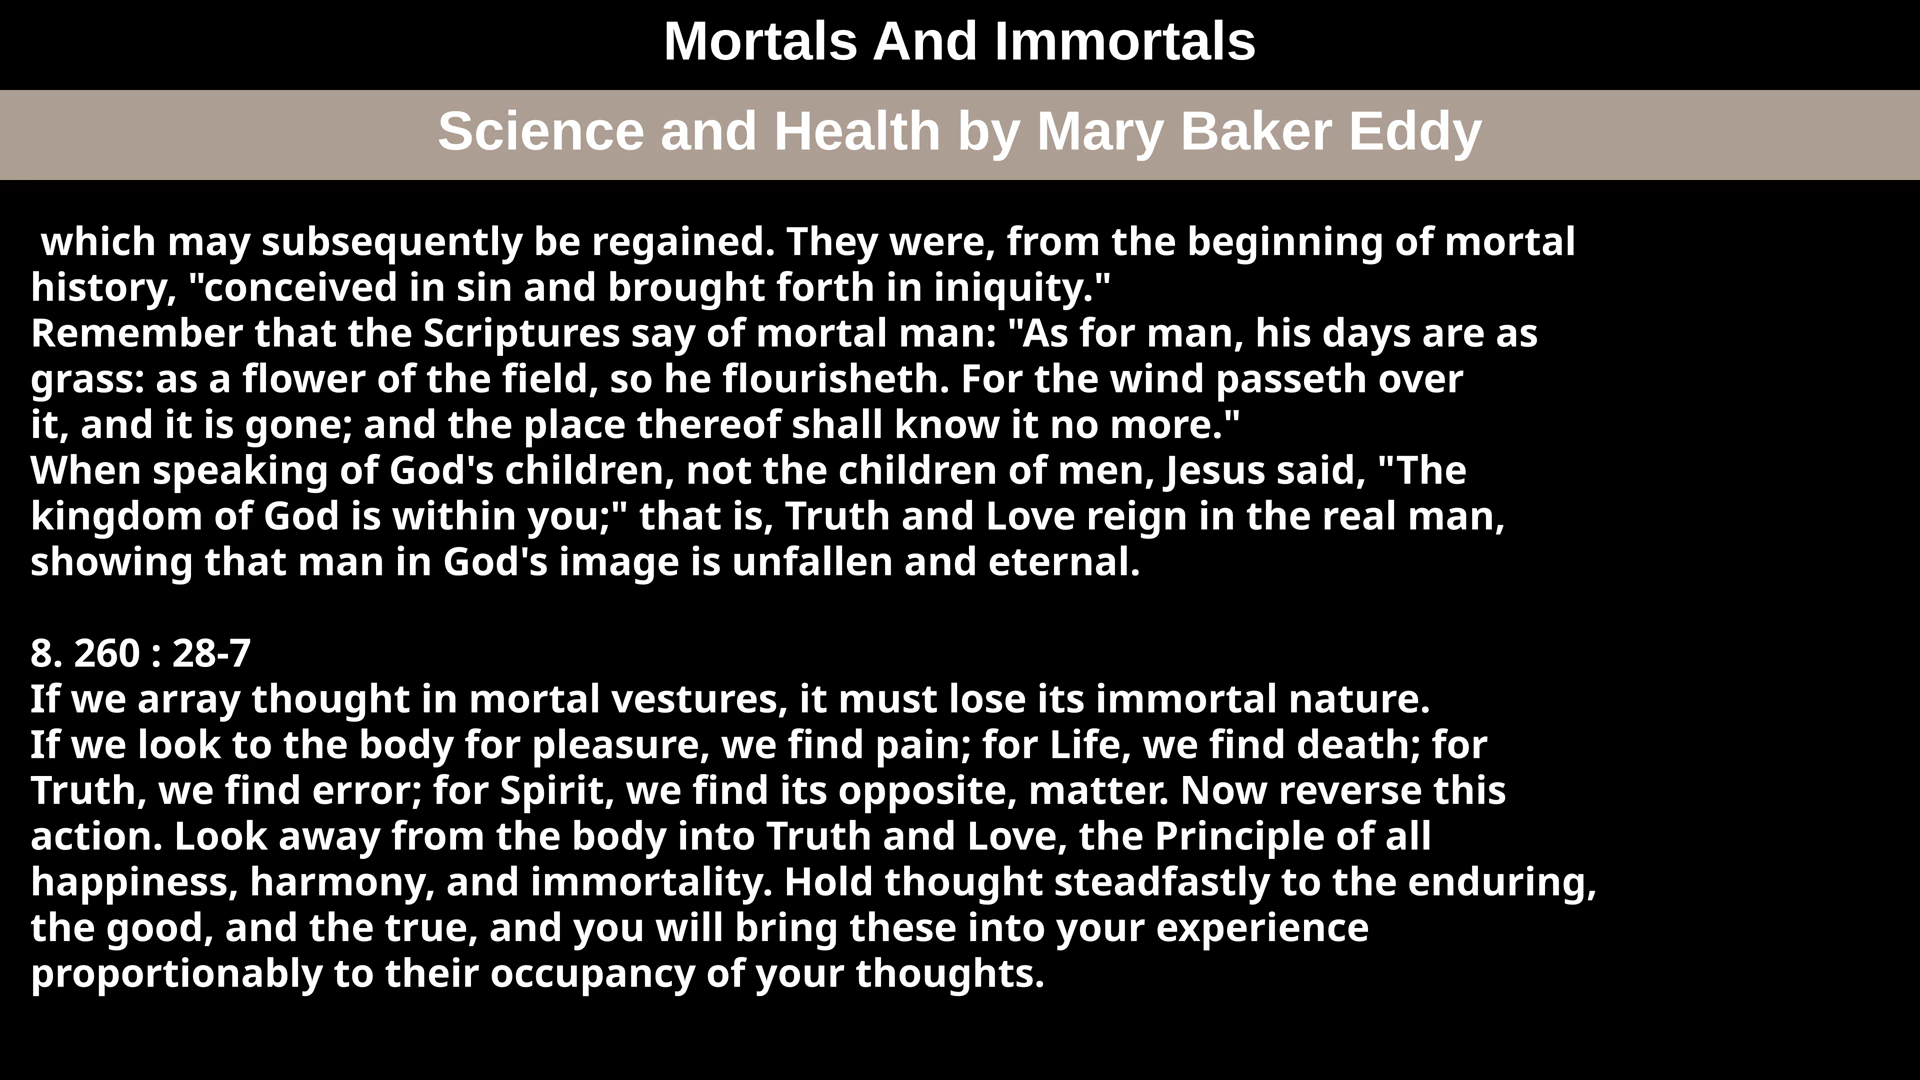 Mortals And Immortals
Science and Health by Mary Baker Eddy
which may subsequently be regained. They were, from the beginning of mortal
history, "conceived in sin and brought forth in iniquity."
Remember that the Scriptures say of mortal man: "As for man, his days are as
grass: as a flower of the field, so he flourisheth. For the wind passeth over
it, and it is gone; and the place thereof shall know it no more."
When speaking of God's children, not the children of men, Jesus said, "The
kingdom of God is within you;" that is, Truth and Love reign in the real man,
showing that man in God's image is unfallen and eternal.
8. 260 : 28-7
If we array thought in mortal vestures, it must lose its immortal nature.
If we look to the body for pleasure, we find pain; for Life, we find death; for
Truth, we find error; for Spirit, we find its opposite, matter. Now reverse this
action. Look away from the body into Truth and Love, the Principle of all
happiness, harmony, and immortality. Hold thought steadfastly to the enduring,
the good, and the true, and you will bring these into your experience
proportionably to their occupancy of your thoughts.